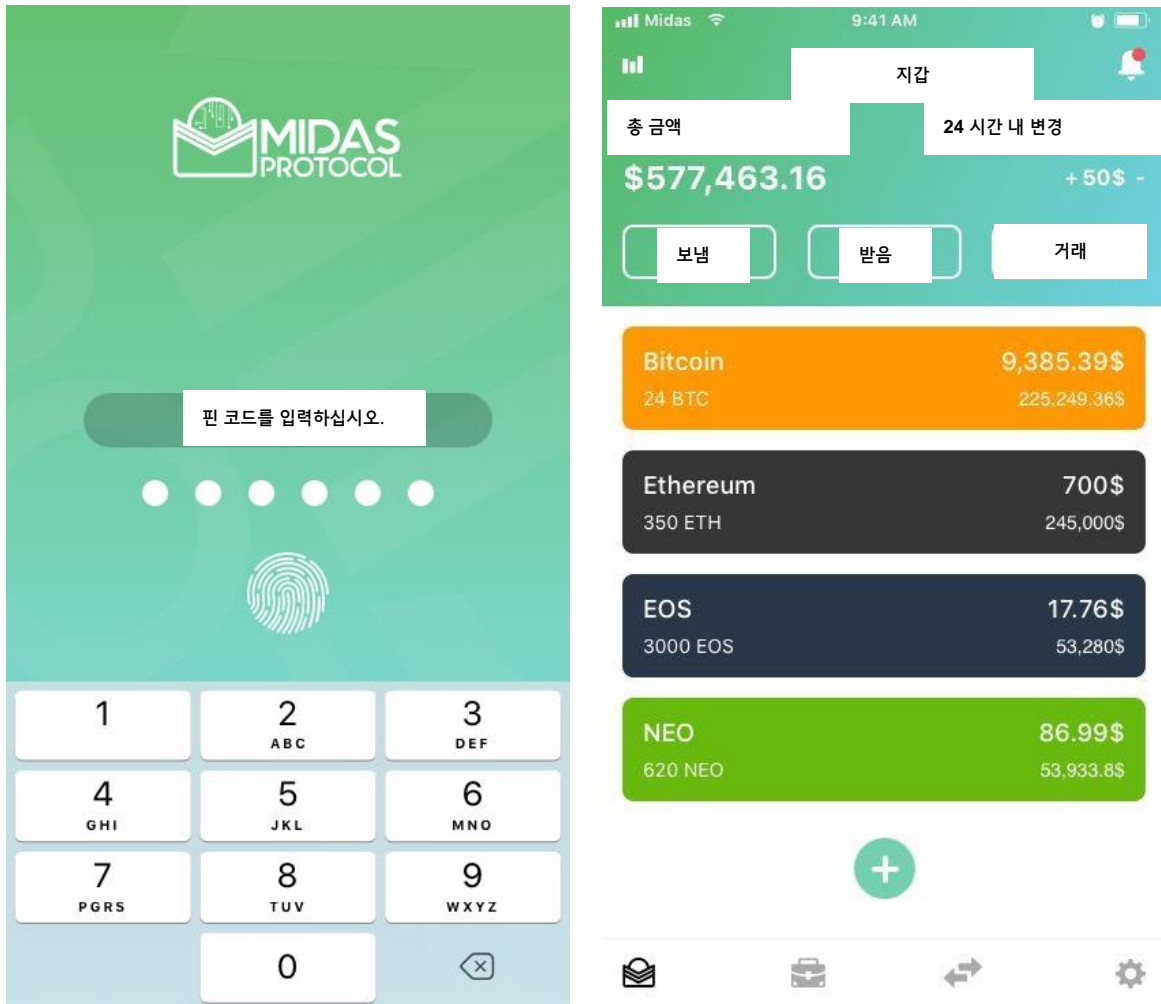 MIDAS
PROTOCOL
핀 코드를 입력하십시오.
1
2
ABC
3
DEF
4
GHI
5
JKL
6
MNO
7
PGRS
8
TUV
9
WXYZ
0
Midas
9:41 AM
지갑
총 금액
24 시간 내 변경
$577,463.16
+50$ -
보냄
받음
거래
Bitcoin
9,385.39$
24 BTC
225,249.36$
Ethereum
700$
350 ETH
245,000$
EOS
17.76$
3000 EOS
53,280$
NEO
86.99$
620 NEO
53,933.8$